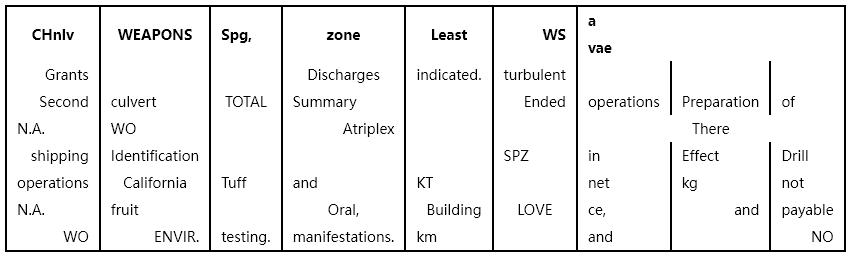 CHnlv WEAPONS Spg, zone Least WS a vae
Grants Discharges indicated. turbulent
Second culvert TOTAL Summary Ended operations Preparation of
N.A. WO Atriplex There
shipping Identification SPZ in Effect Drill
operations California Tuff and KT net kg not
N.A. fruit Oral, Building LOVE ce, and payable
WO ENVIR. testing. manifestations. km and NO